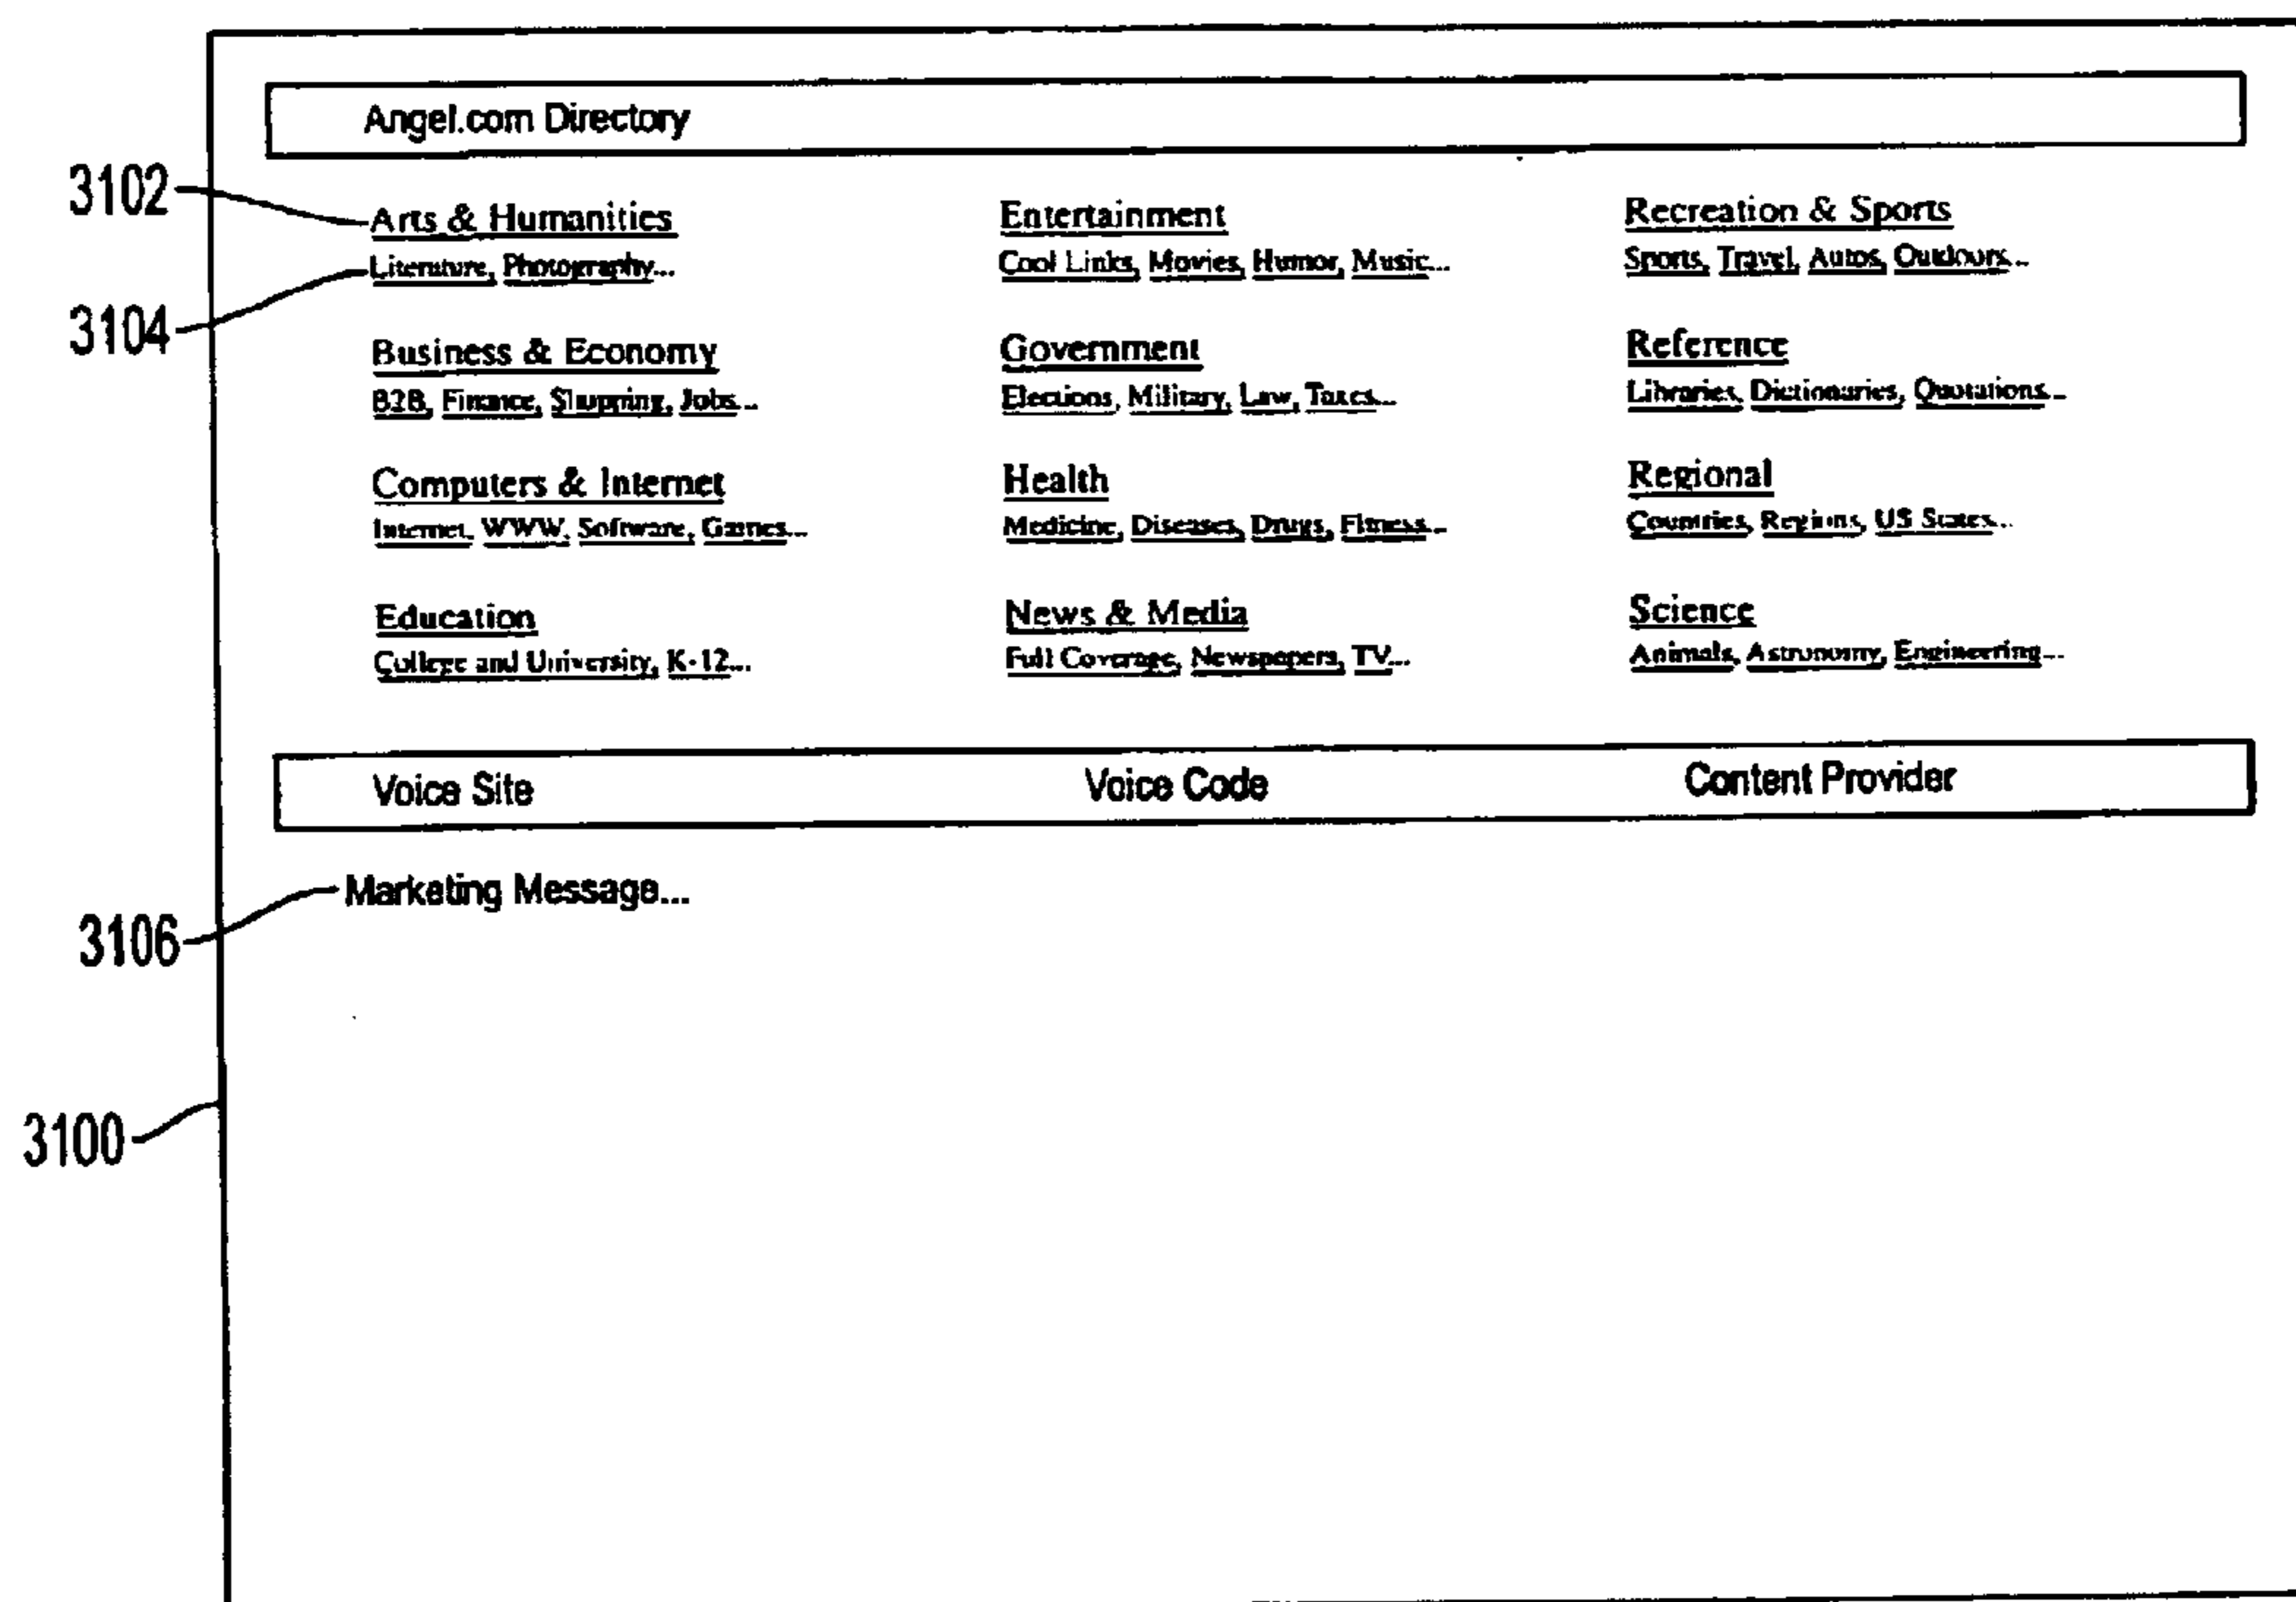 Angel.com Directory
3102
Arts & Humanities
Entertainment
Recreation & Sports
3104
Literature, Photography...
Cool Links, Movies, Humor, Music...
Sports, Travel, Autos, Outdoors...
Business & Economy
Government
Reference
B2B, Finance, Shopping, Jobs...
Elections, Military, Law, Taxes...
Libraries, Dictionaries, Quotations...
Computers & Internet
Health
Regional
Internet, WWW, Software, Games...
Medicine, Diseases, Drugs, Fitness...
Countries, Regions, US States...
Education
News & Media
Science
College and University, K-12...
Full Coverage, Newspapers, TV...
Animals, Astronomy, Engineering...
Voice Site
Voice Code
Content Provider
3106
Marketing Message...
3100